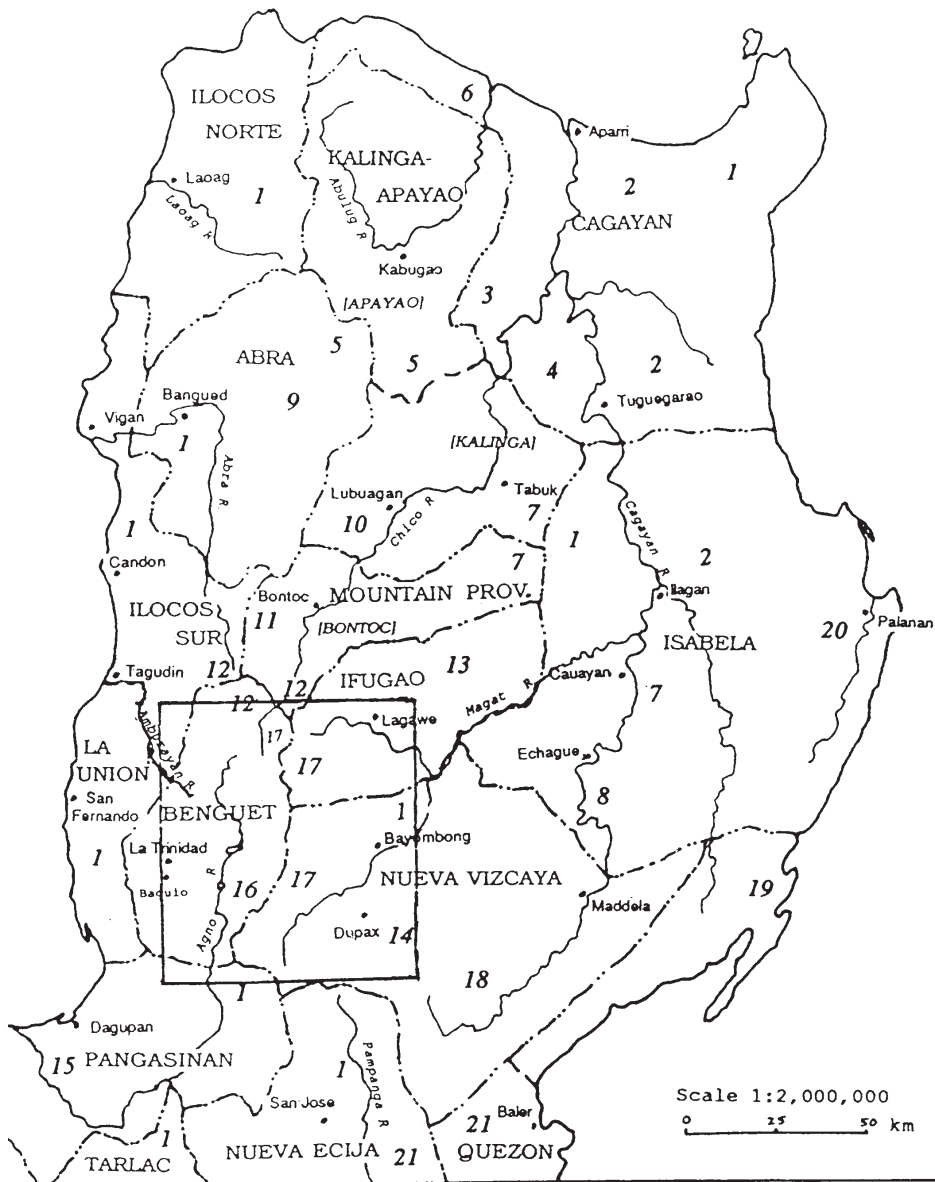 6
ILOCOS
NORTE
Aparri
KALINGA-
APAYAO
Laoag
1
2
1
Abulug R
Laoag R
CAGAYAN
Kabugao
[APAYAO]
3
5
ABRA
5
4
2
9
Bangued
Tuguegarao
Vigan
1
[KALINGA]
Abra R
Lubuagan
Tabuk
10
Chico R
7
Cagayan R
1
1
7
2
Candon
Bontoc
MOUNTAIN PROV.
Ilagan
ILOCOS
SUR
11
[BONTOC]
20
Palanan
ISABELA
12
12
12
IFUGAO
13
Tagudin
Cauayan
7
Magat R
Amburayan R
Lagawe
17
LA
UNION
17
Echague
San
Fernando
BENGUET
8
1
La Trinidad
Bayombong
1
Baguio
R
16
17
NUEVA VIZCAYA
Maddela
19
Agno
Dupax
14
18
1
Dagupan
15
PANGASINAN
Pampanga R
1
San Jose
Scale 1:2,000,000
0 25 50 km
1
TARLAC
NUEVA ECIJA
21
21
Baler
QUEZON